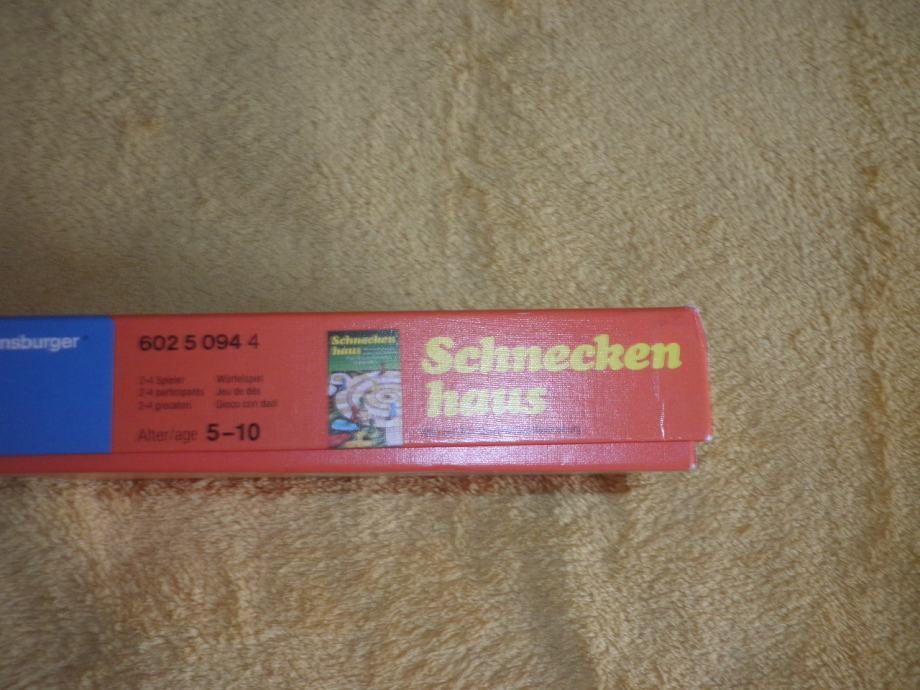 nsburger
602 5 094 4
2-4 Spieler Würfelspiel
2-4 participants Jeu de dés
2-4 giocatori Gioco con dadi
Alter/age 5–10
Schnecken
haus
Schnecken
haus